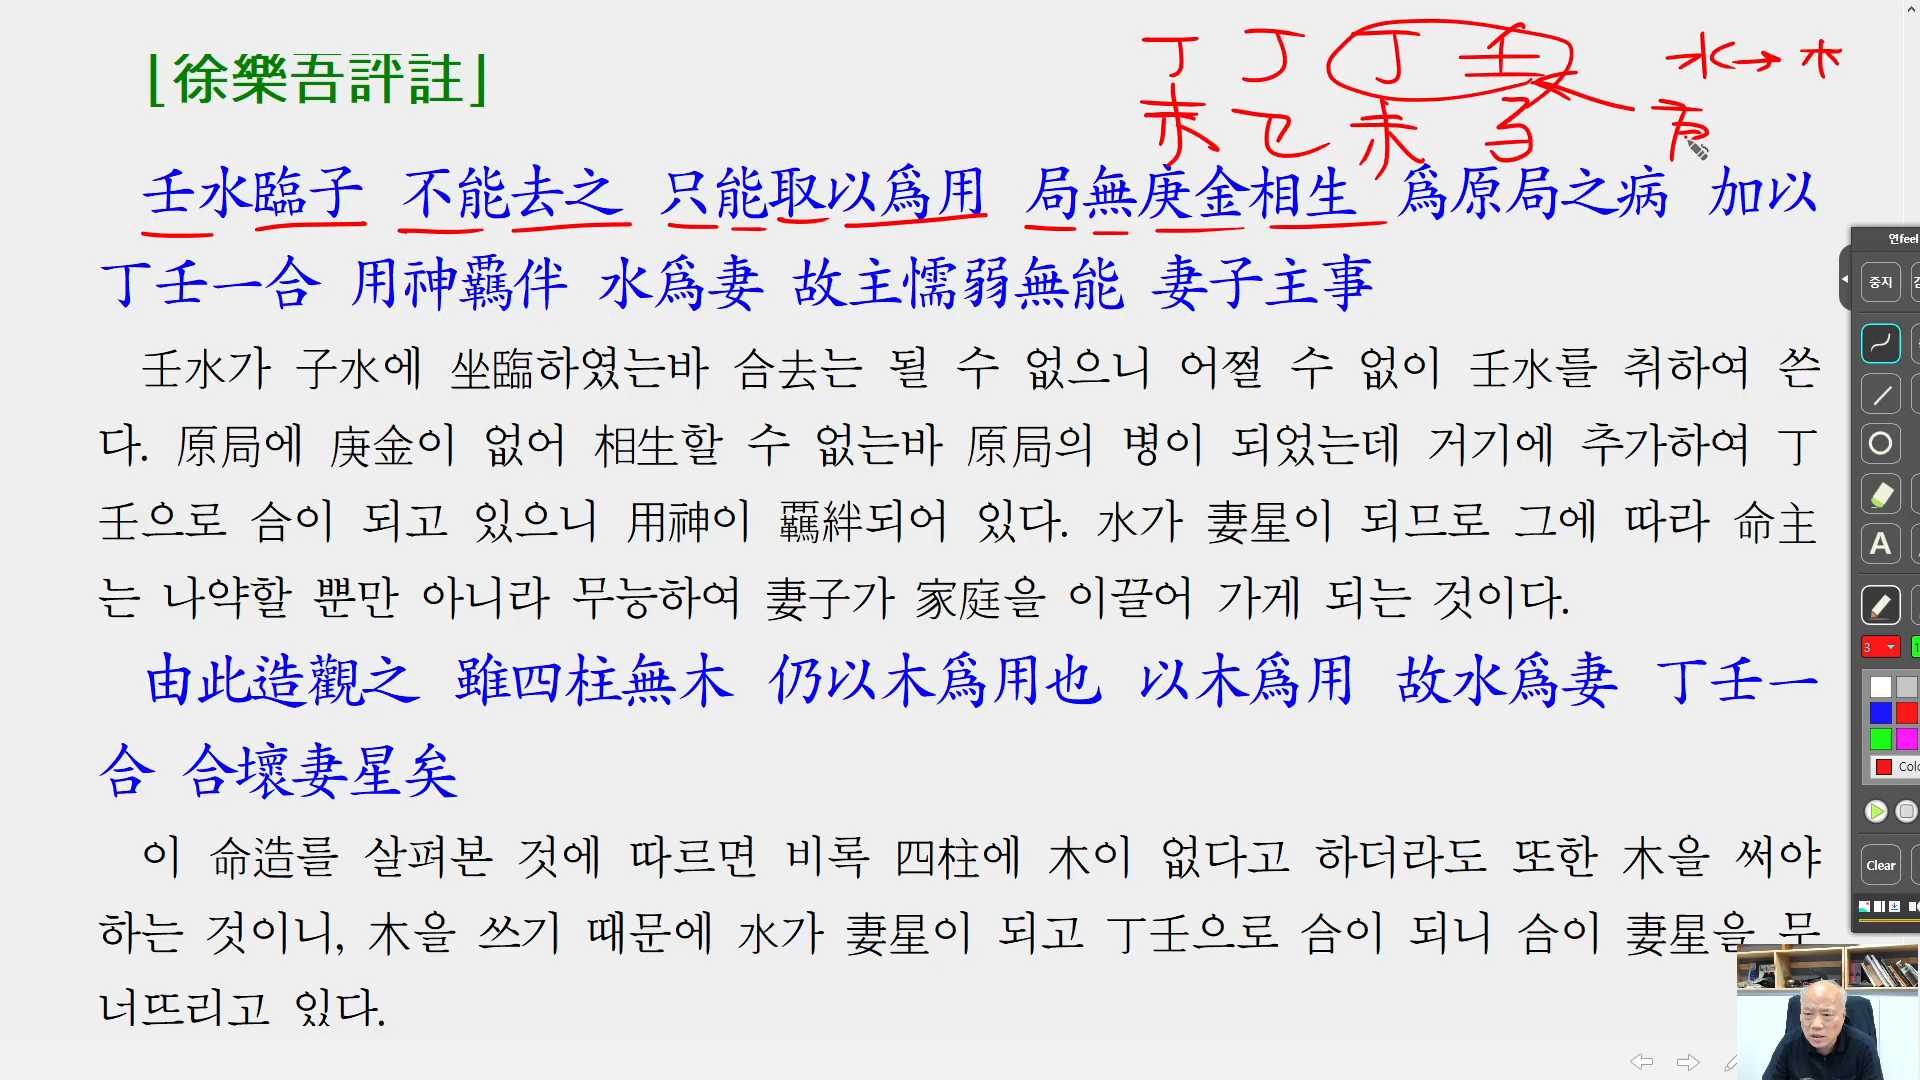 [徐樂吾評註]
丁 丁 丁 壬 水→木
未 巳 未 子
壬水臨子 不能去之 只能取以爲用 局無庚金相生 爲原局之病 加以
丁壬一合 用神羈伴 水爲妻 故主懦弱無能 妻子主事
壬水가 子水에 坐臨하였는바 合去는 될 수 없으니 어쩔 수 없이 壬水를 취하여 쓴
다. 原局에 庚金이 없어 相生할 수 없는바 原局의 병이 되었는데 거기에 추가하여 丁
壬으로 合이 되고 있으니 用神이 羈絆되어 있다. 水가 妻星이 되므로 그에 따라 命主
는 나약할 뿐만 아니라 무능하여 妻子가 家庭을 이끌어 가게 되는 것이다.
由此造觀之 雖四柱無木 仍以木爲用也 以木爲用 故水爲妻 丁壬一
合 合壞妻星矣
이 命造를 살펴본 것에 따르면 비록 四柱에 木이 없다고 하더라도 또한 木을 써야
하는 것이니, 木을 쓰기 때문에 水가 妻星이 되고 丁壬으로 合이 되니 合이 妻星을 무
너뜨리고 있다.
연feel
중지
A
3
Clear